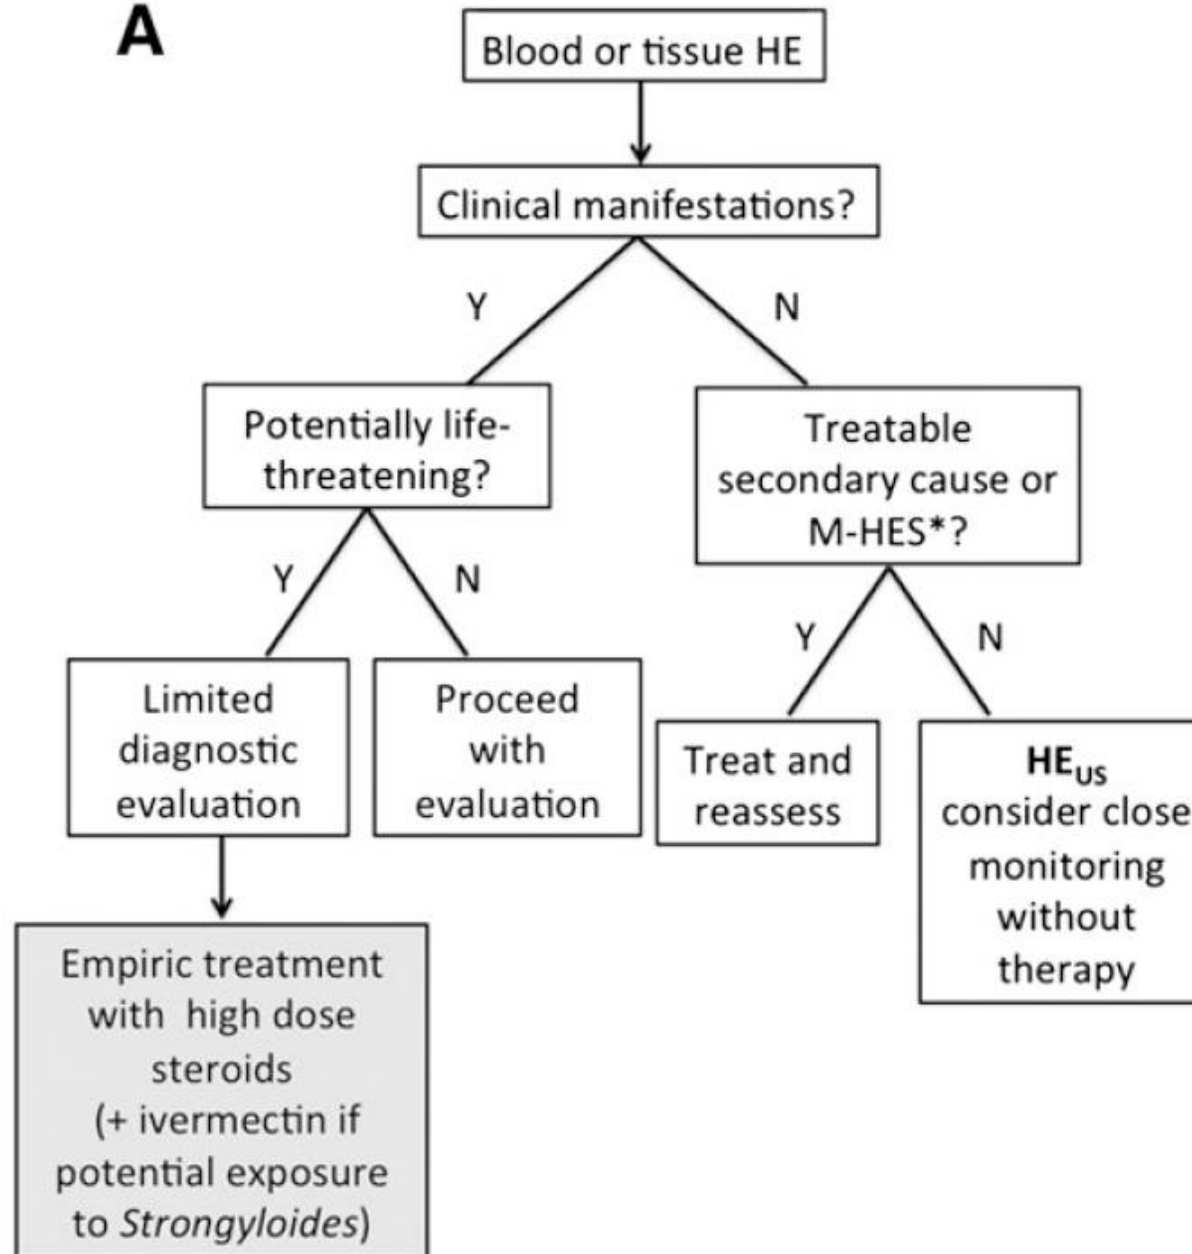 A
Blood or tissue HE
Clinical manifestations?
Y
N
Potentially life-
threatening?
Treatable
secondary cause or
M-HES*?
Y
N
Y
N
Limited
diagnostic
evaluation
Proceed
with
evaluation
Treat and
reassess
HE_US
consider close
monitoring
without
therapy
Empiric treatment
with high dose
steroids
(+ ivermectin if
potential exposure
to Strongyloides)